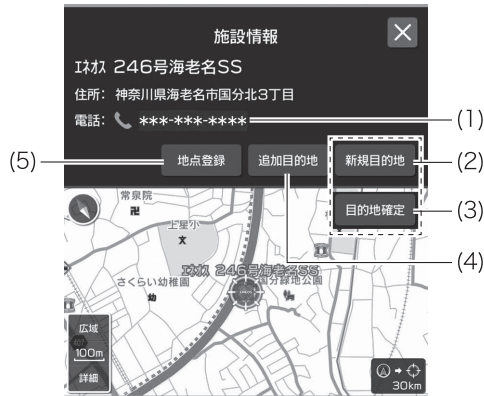 施設情報
エネオス 246号海老名SS
住所: 神奈川県海老名市国分北3丁目
電話: ***-***-****
(1)
(5)
地点登録
追加目的地
新規目的地
(2)
目的地確定
(3)
(4)
常泉院
上星小
文
エネオス 246号海老名SS
さくらい幼稚園
国分緑地公園
幼
広域
100m
詳細
407
30km